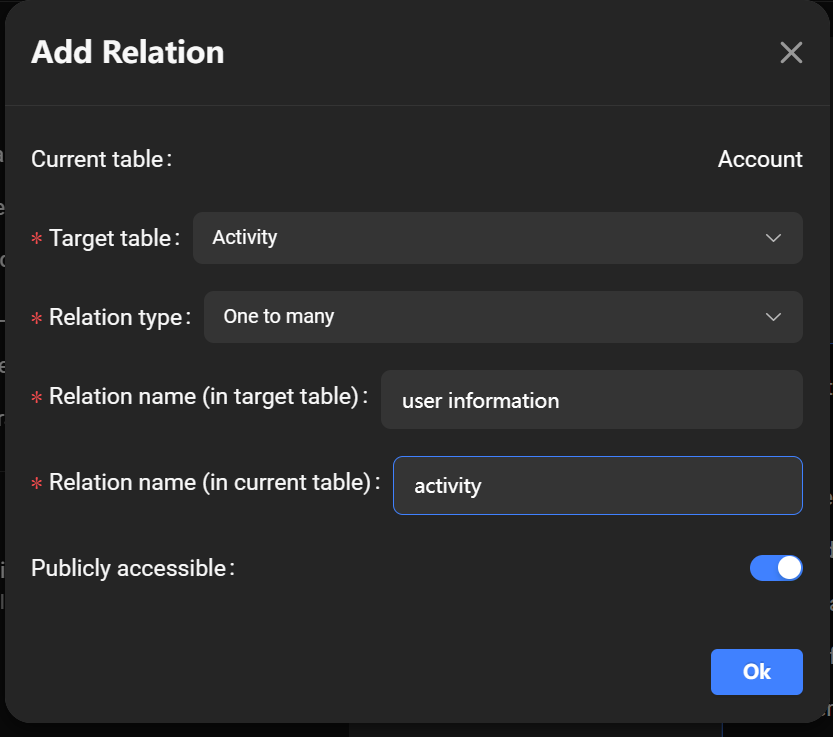 Add Relation
Current table: Account
* Target table: Activity
* Relation type: One to many
* Relation name (in target table): user information
* Relation name (in current table): activity
Publicly accessible:
Ok